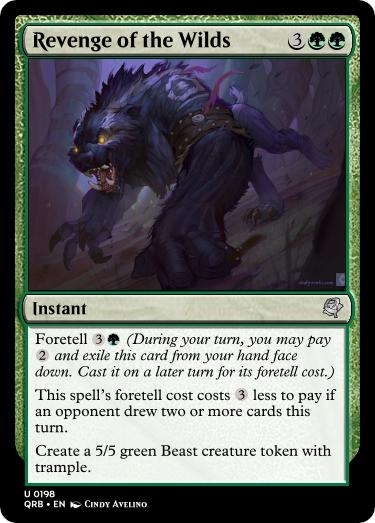 Revenge of the Wilds 3
Instant
Foretell 3 (During your turn, you may pay
2 and exile this card from your hand face
down. Cast it on a later turn for its foretell cost.)
This spell's foretell cost costs 3 less to pay if
an opponent drew two or more cards this
turn.
Create a 5/5 green Beast creature token with
trample.
U 0198
QRB • EN Cindy Avelino